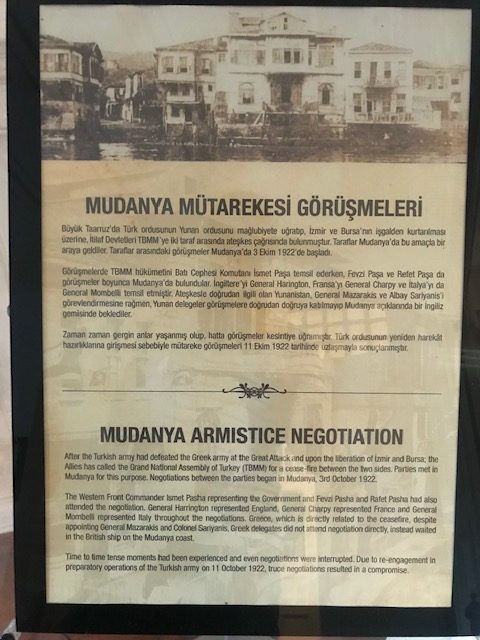 MUDANYA MÜTAREKESİ GÖRÜŞMELERİ
Büyük Taarruz'da Türk ordusunun Yunan ordusunu mağlubiyete uğratıp, İzmir ve Bursa'nın işgalden kurtarılması
üzerine, İtilaf Devletleri TBMM'ye iki taraf arasında ateşkes çağrısında bulunmuştur. Taraflar Mudanya'da bu amaçla bir
araya geldiler. Taraflar arasındaki görüşmeler Mudanya'da 3 Ekim 1922'de başladı.
Görüşmelerde TBMM hükümetini Batı Cephesi Komutanı İsmet Paşa temsil ederken, Fevzi Paşa ve Refet Paşa da
görüşmeler boyunca Mudanya'da bulundular. İngiltere'yi General Harington, Fransa'yı General Charpy ve İtalya'yı da
General Mombelli temsil etmiştir. Ateşkesle doğrudan ilgili olan Yunanistan, General Mazarakis ve Albay Sariyanis'i
görevlendirmesine rağmen, Yunan delegeler görüşmelere doğrudan doğruya katılmayıp Mudanya açıklarında bir İngiliz
gemisinde beklediler.
Zaman zaman gergin anlar yaşanmış olup, hatta görüşmeler kesintiye uğramıştır. Türk ordusunun yeniden harekât
hazırlıklarına girişmesi sebebiyle mütareke görüşmeleri 11 Ekim 1922 tarihinde uzlaşmayla sonuçlanmıştır.
MUDANYA ARMISTICE NEGOTIATION
After the Turkish army had defeated the Greek army at the Great Attack and upon the liberation of Izmir and Bursa; the
Allies has called the Grand National Assembly of Turkey (TBMM) for a cease-fire between the two sides. Parties met in
Mudanya for this purpose. Negotiations between the parties began in Mudanya, 3rd October 1922.
The Western Front Commander Ismet Pasha representing the Government and Fevzi Pasha and Rafet Pasha had also
attended the negotiation. General Harrington represented England, General Charpy represented France and General
Mombelli represented Italy throughout the negotiations. Greece, which is directly related to the ceasefire, despite
appointing General Mazarakis and Colonel Sariyanis, Greek delegates did not attend negotiation directly, instead waited
in the British ship on the Mudanya coast.
Time to time tense moments had been experienced and even negotiations were interrupted. Due to re-engagement in
preparatory operations of the Turkish army on 11 October 1922, truce negotiations resulted in a compromise.